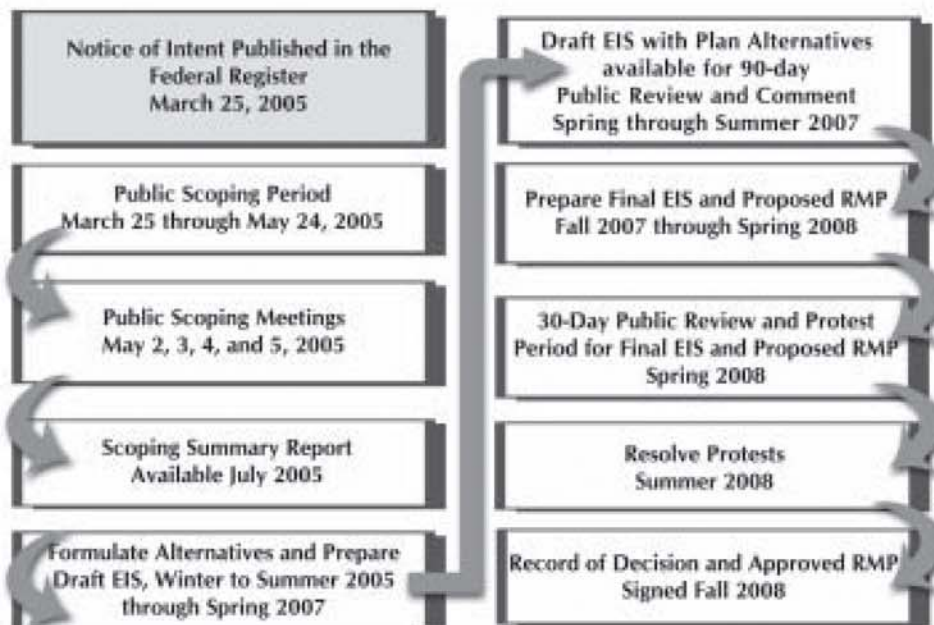 Notice of Intent Published in the
Federal Register
March 25, 2005
Public Scoping Period
March 25 through May 24, 2005
Public Scoping Meetings
May 2, 3, 4, and 5, 2005
Scoping Summary Report
Available July 2005
Formulate Alternatives and Prepare
Draft EIS, Winter to Summer 2005
through Spring 2007
Draft EIS with Plan Alternatives
available for 90-day
Public Review and Comment
Spring through Summer 2007
Prepare Final EIS and Proposed RMP
Fall 2007 through Spring 2008
30-Day Public Review and Protest
Period for Final EIS and Proposed RMP
Spring 2008
Resolve Protests
Summer 2008
Record of Decision and Approved RMP
Signed Fall 2008